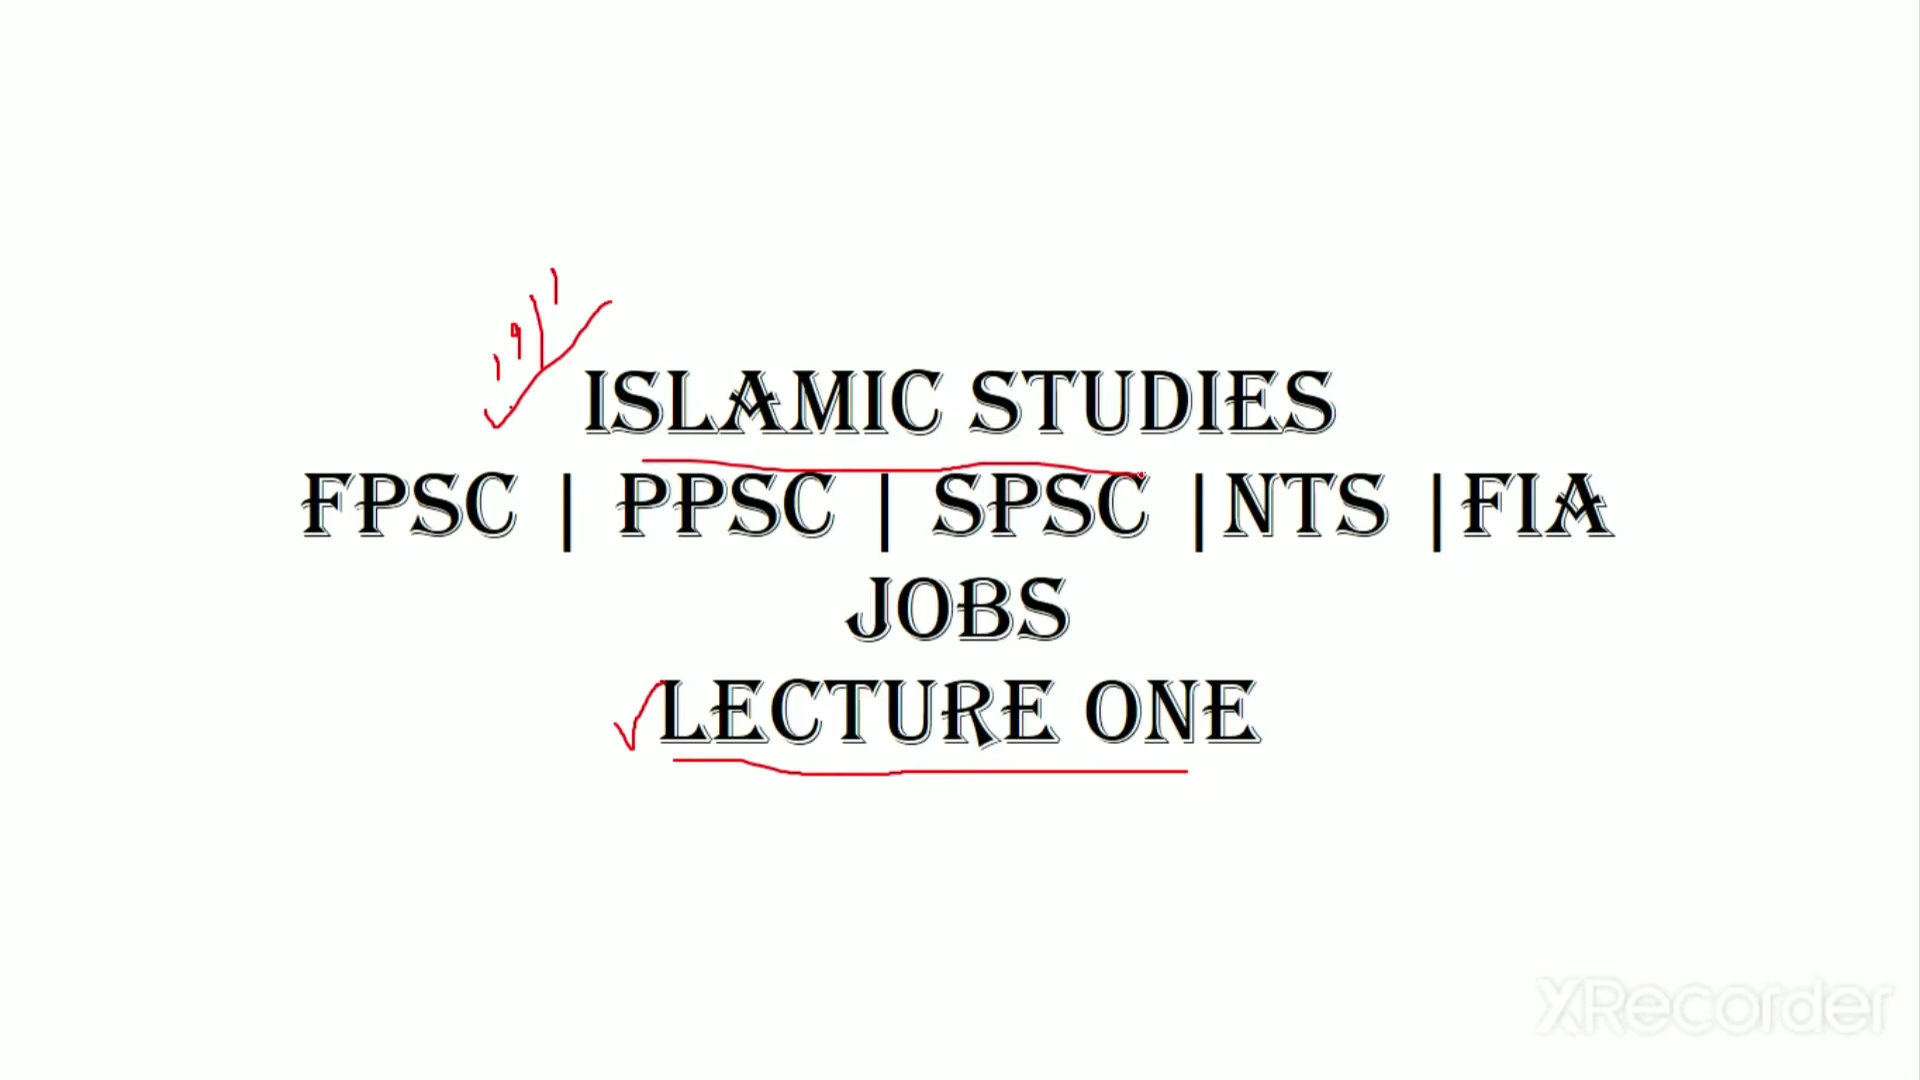 ISLAMIC STUDIES
FPSC | PPSC | SPSC |NTS |FIA
JOBS
LECTURE ONE
XRecorder